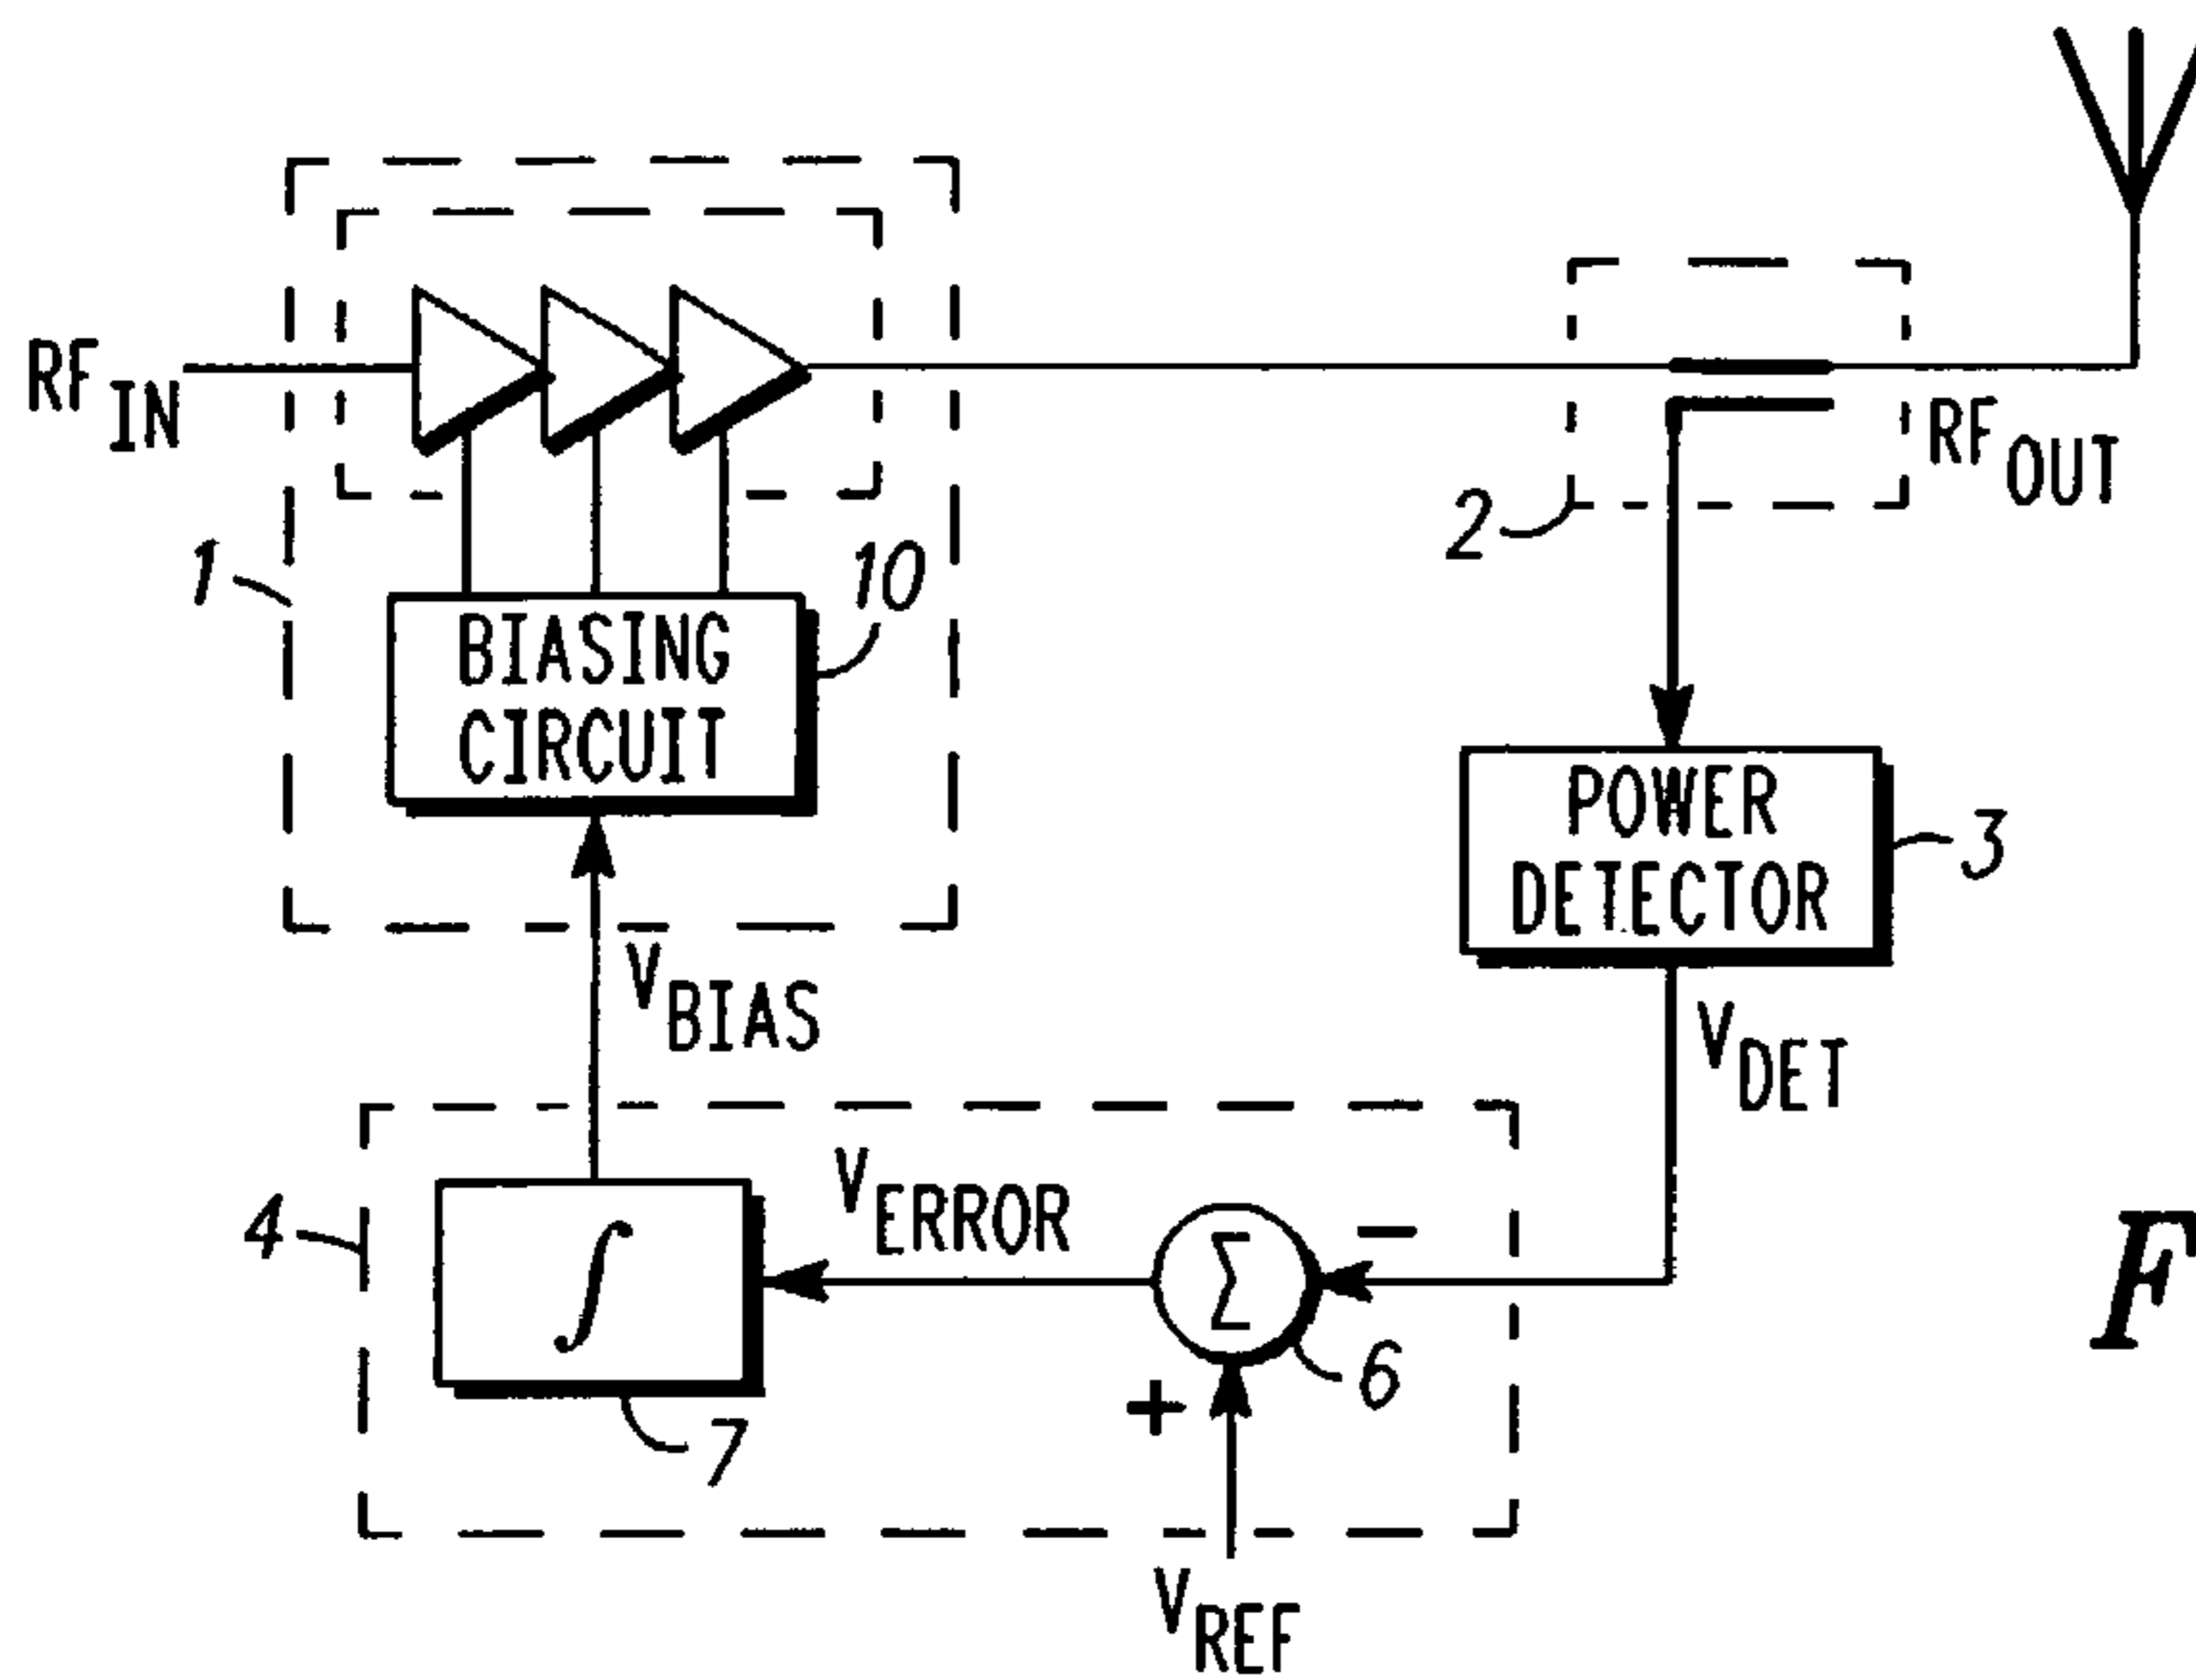 RF IN
1
BIASING
CIRCUIT
10
2
RF OUT
POWER
DETECTOR
3
V BIAS
V DET
4
∫
7
V ERROR
Σ
−
+
6
V REF
F